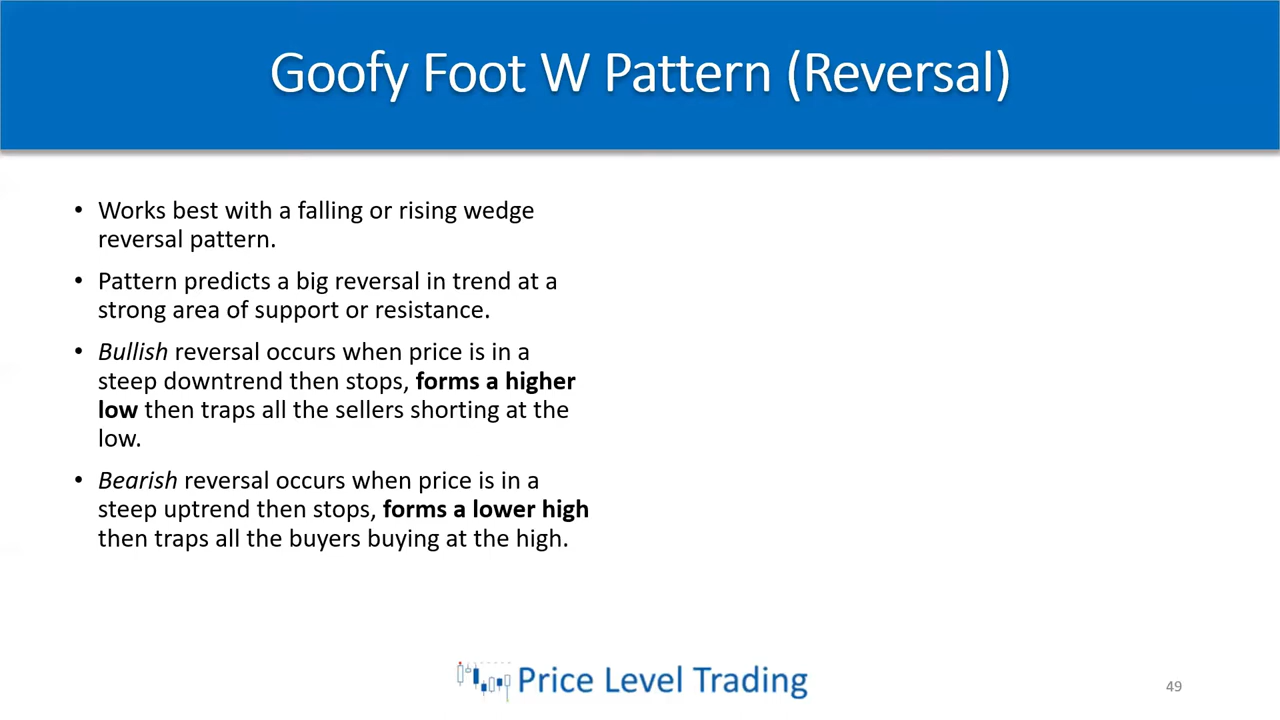 Goofy Foot W Pattern (Reversal)
• Works best with a falling or rising wedge
reversal pattern.
• Pattern predicts a big reversal in trend at a
strong area of support or resistance.
• Bullish reversal occurs when price is in a
steep downtrend then stops, forms a higher
low then traps all the sellers shorting at the
low.
• Bearish reversal occurs when price is in a
steep uptrend then stops, forms a lower high
then traps all the buyers buying at the high.
Price Level Trading
49